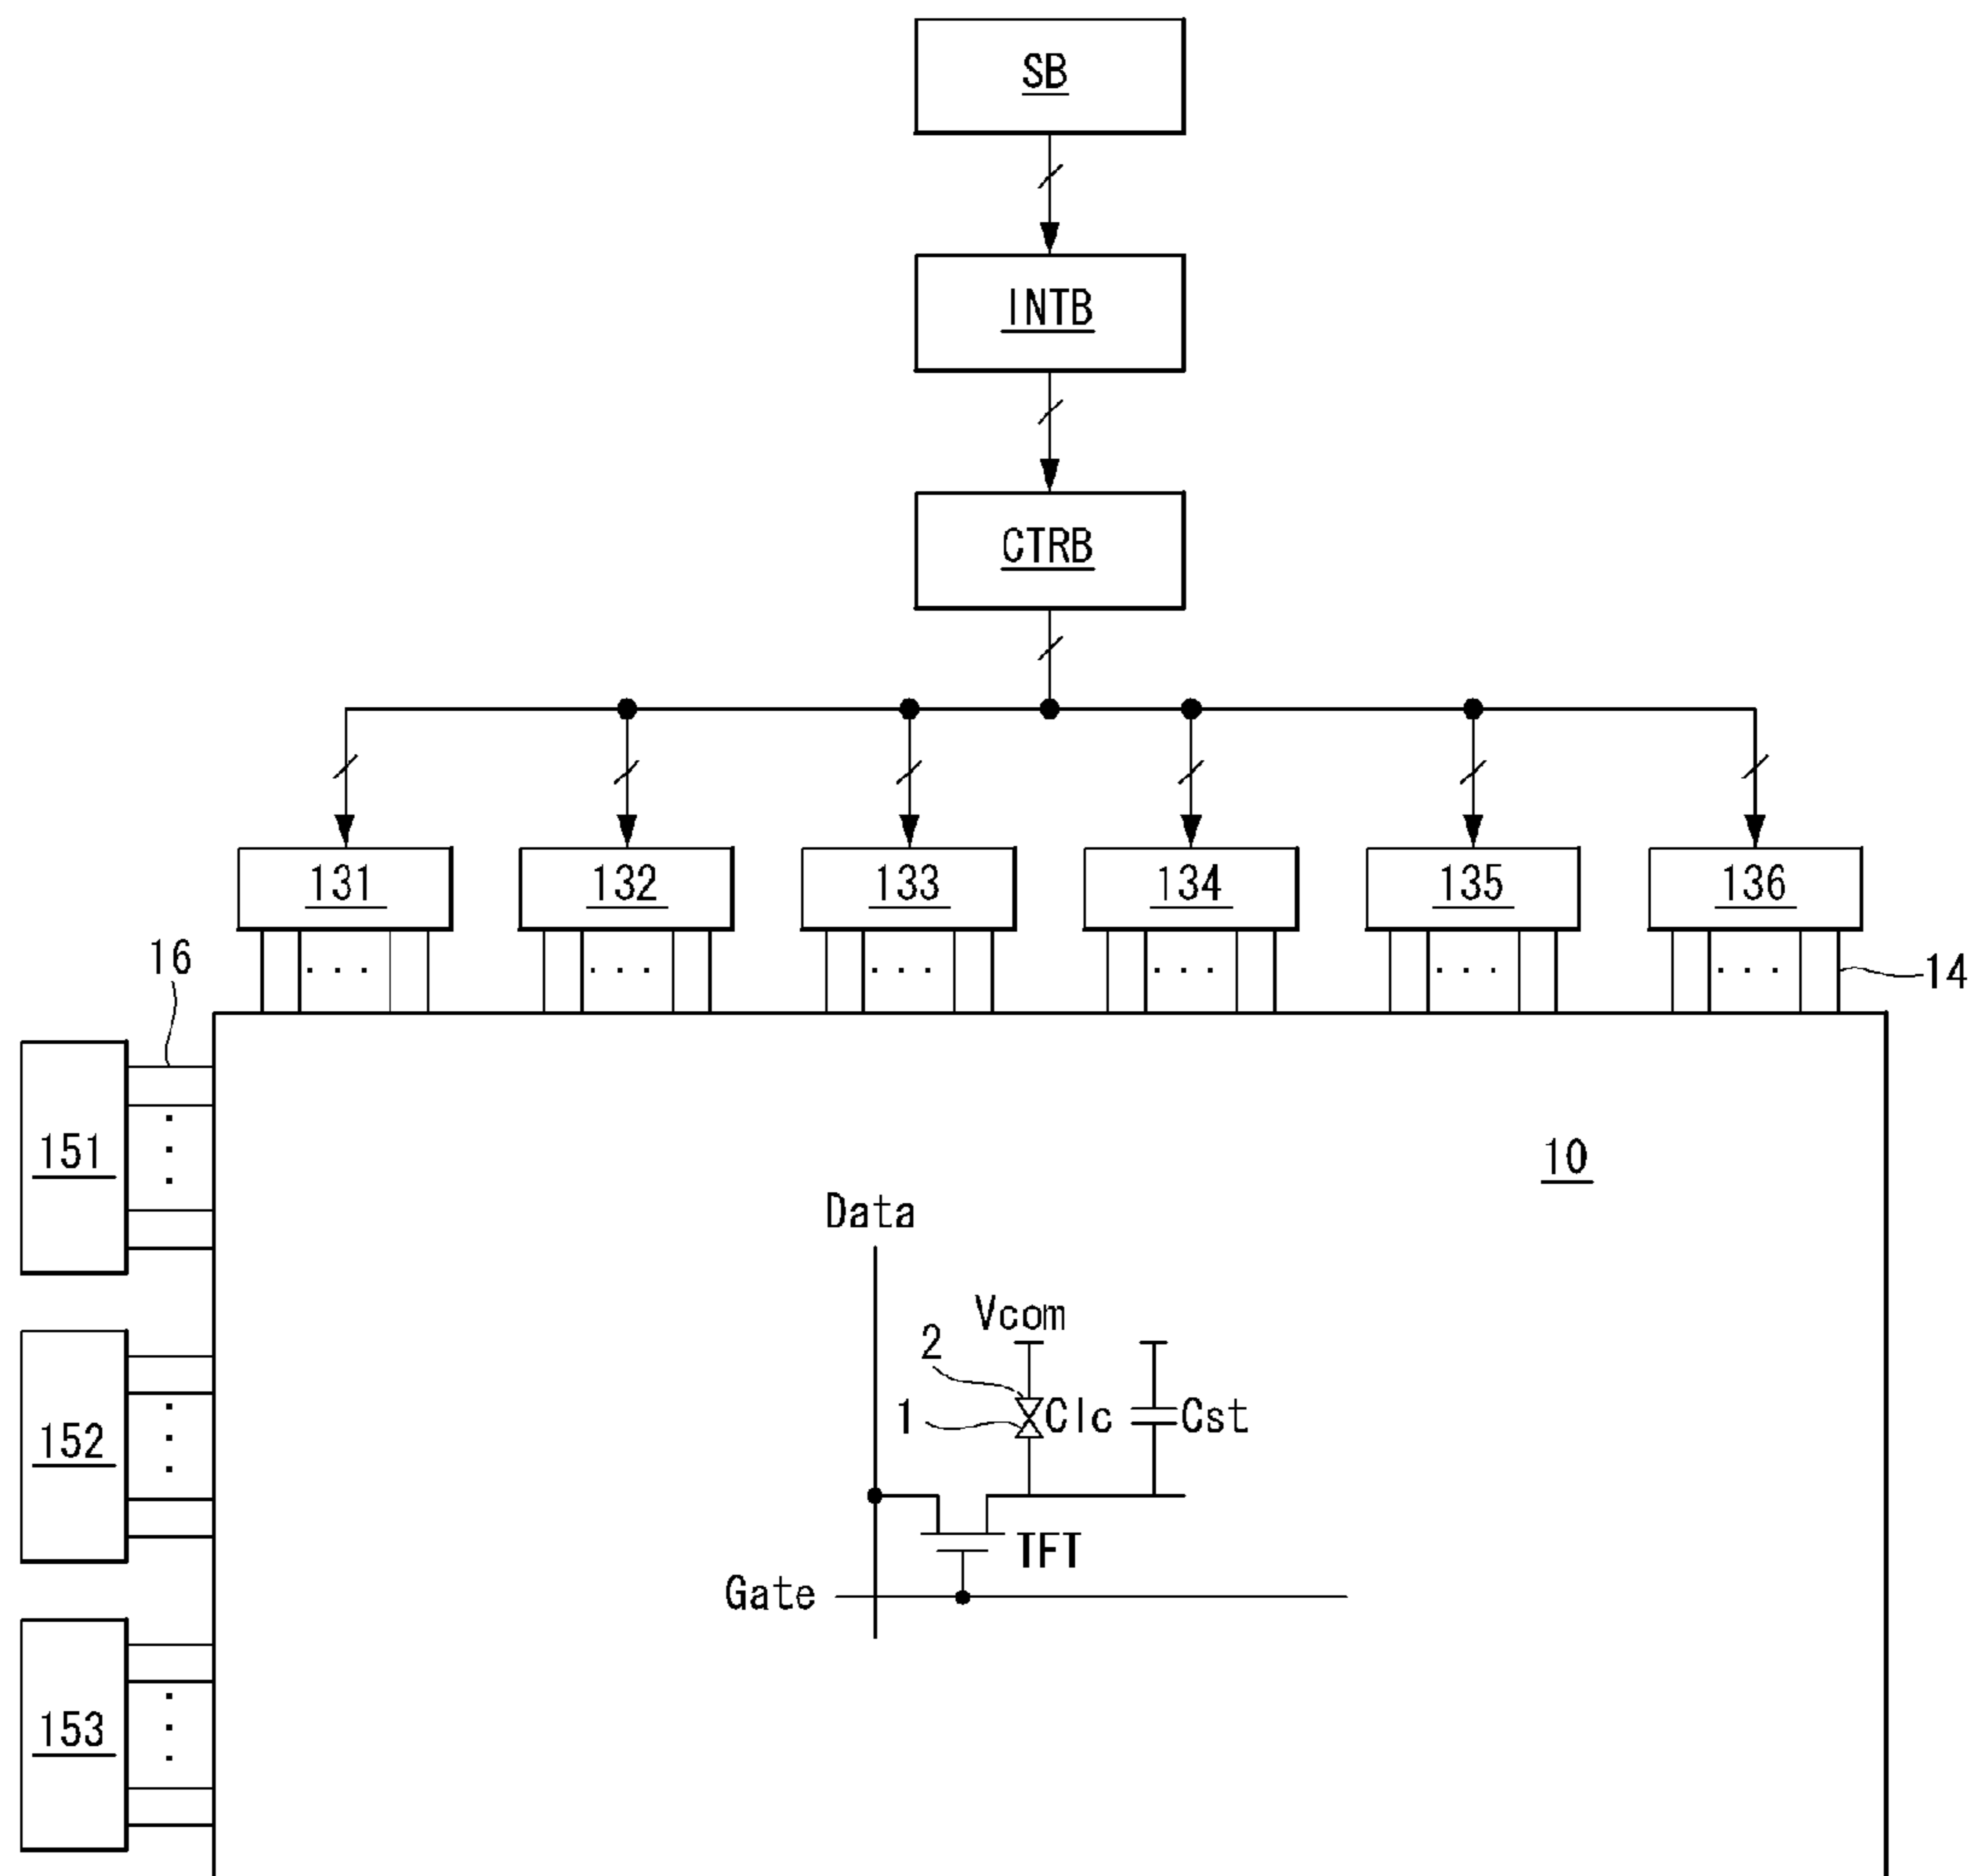 SB
INTB
CTRB
131 132 133 134 135 136
16
14
151
10
Data
Vcom
2
1 Clc Cst
152
TFT
Gate
153